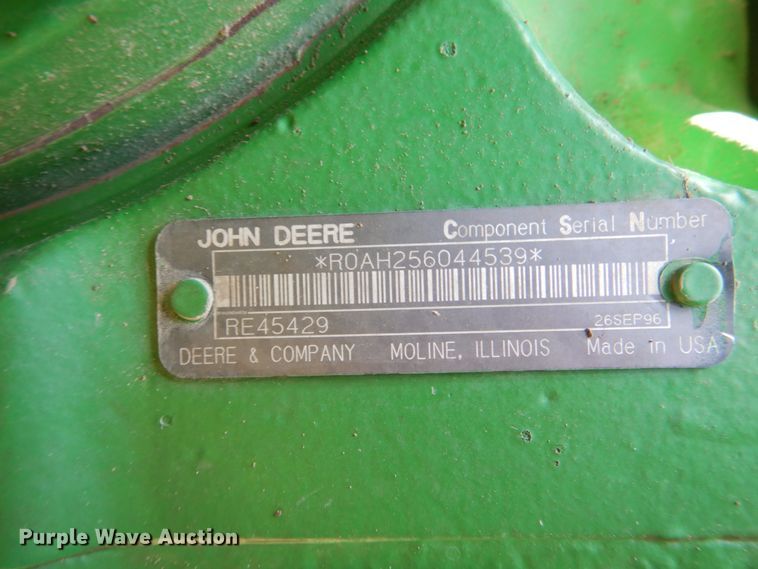 JOHN DEERE Component Serial Number
*R0AH256044539*
RE45429 26SEP96
DEERE & COMPANY MOLINE, ILLINOIS Made in USA
Purple Wave Auction